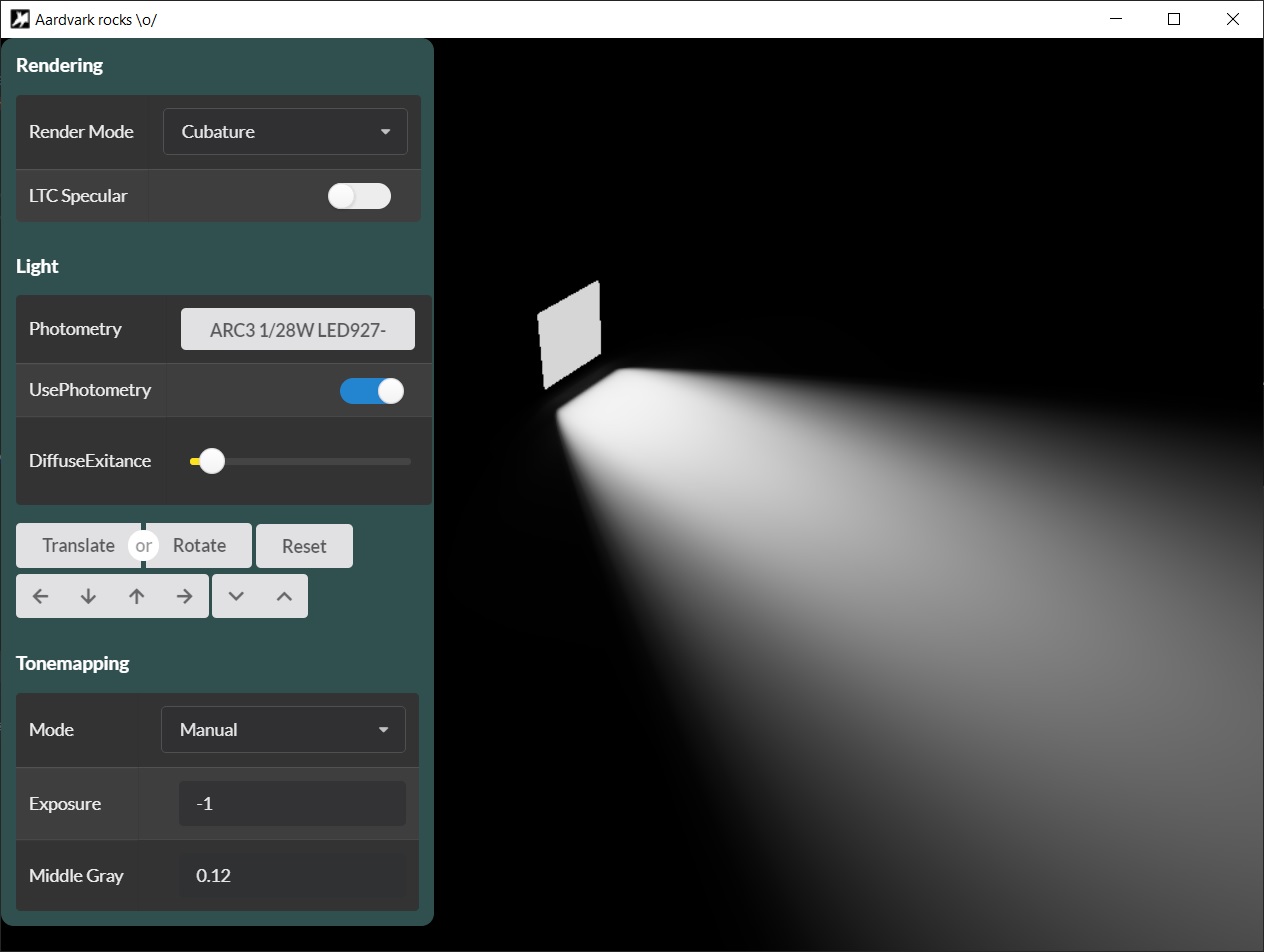 Aardvark rocks \o/
Rendering
Render Mode Cubature
LTC Specular
Light
Photometry ARC3 1/28W LED927-
UsePhotometry
DiffuseExitance
Translate or Rotate Reset
Tonemapping
Mode Manual
Exposure -1
Middle Gray 0.12